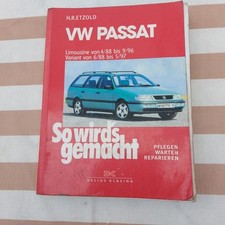 H.R.ETZOLD
VW PASSAT
Limousine von 4/88 bis 9/96
Variant von 6/88 bis 5/97
So wirds
gemacht
PFLEGEN
WARTEN
REPARIEREN
DELIUS KLASING